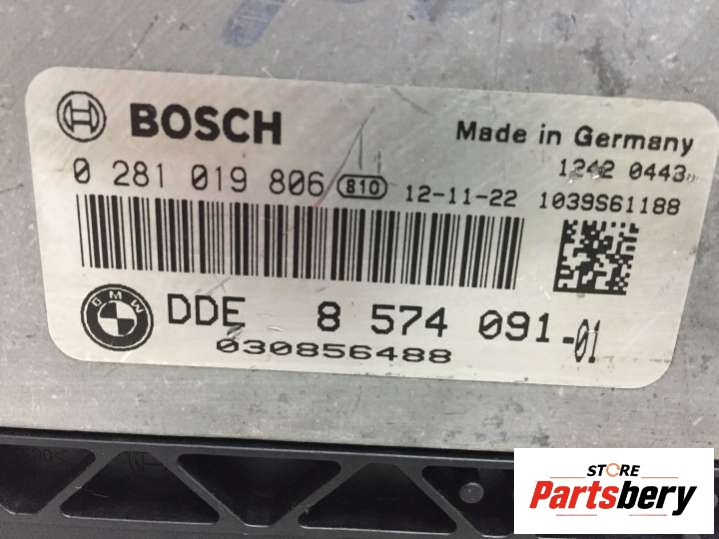 BOSCH
Made in Germany
0 281 019 806 810 12-11-22 1039S61188
0443
BMW
DDE 8 574 091-01
030856488
STORE
Partsbery